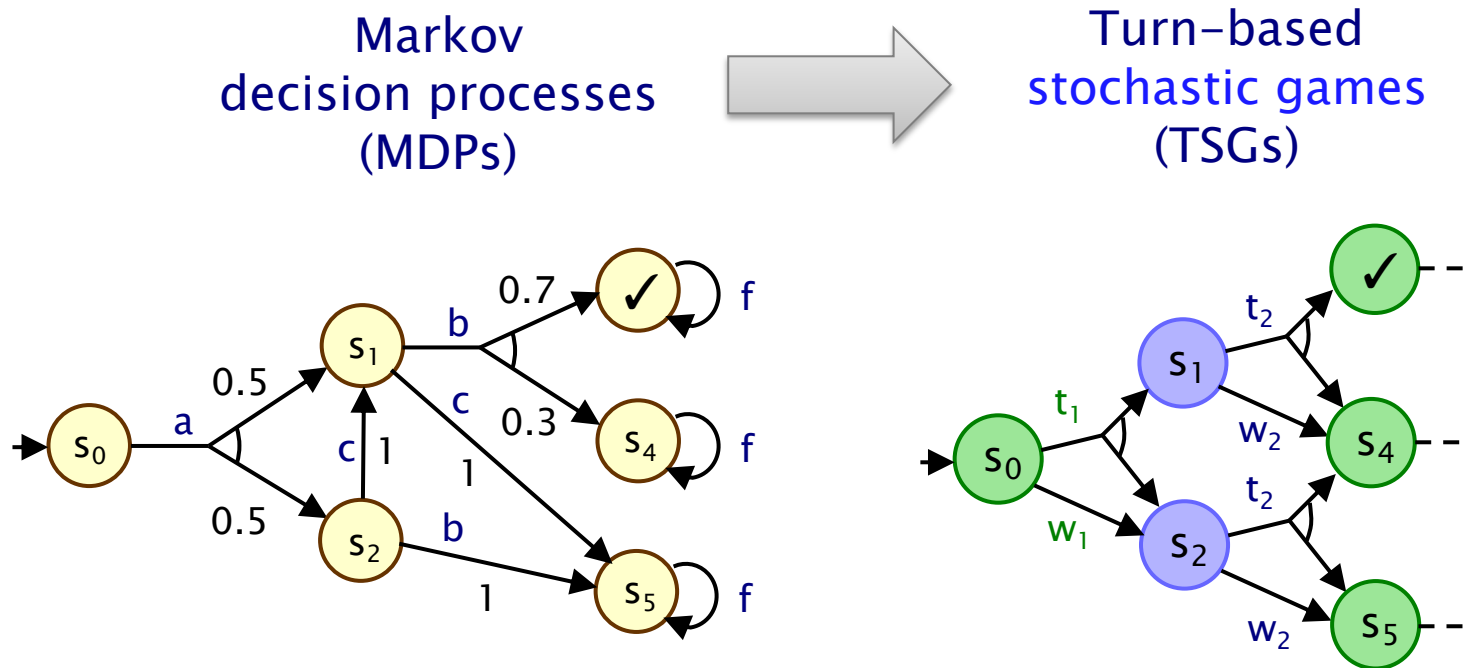 Markov
decision processes
(MDPs)
Turn-based
stochastic games
(TSGs)
s₀
a
0.5
0.5
s₁
s₂
c
1
b
0.7
0.3
c
1
b
1
✓
f
s₄
f
s₅
f
s₀
t₁
w₁
s₁
s₂
t₂
w₂
t₂
w₂
✓
s₄
s₅